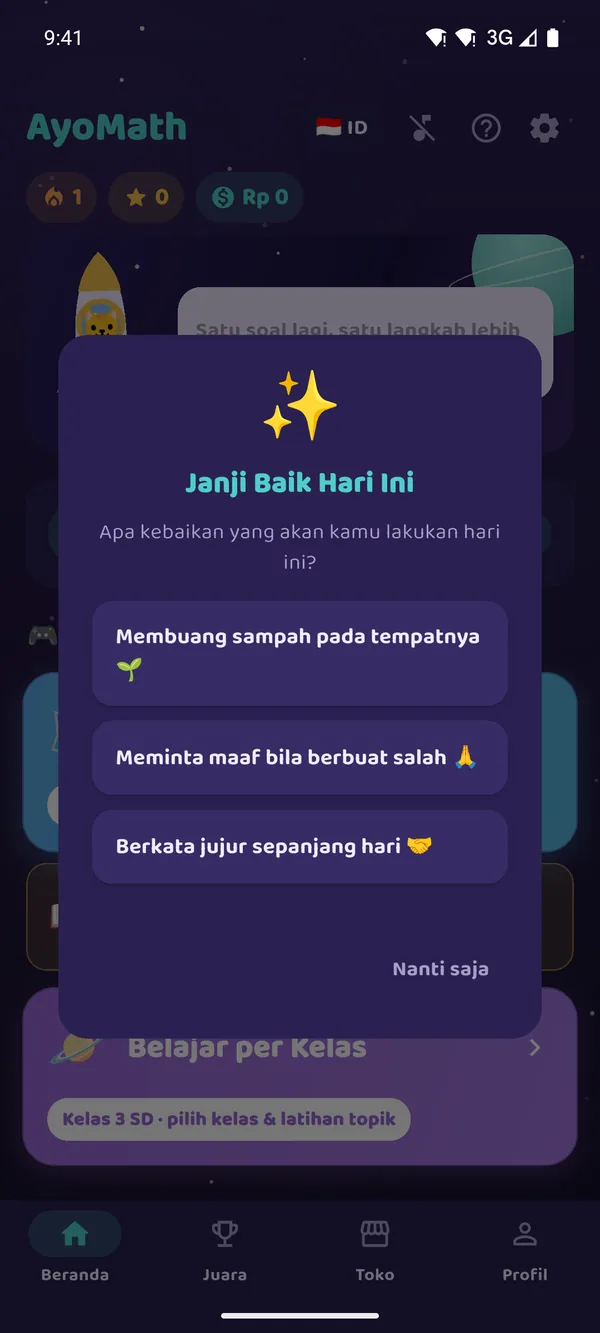 9:41
3G
AyoMath
ID
1
0
Rp 0
Satu soal lagi, satu langkah lebih
Janji Baik Hari Ini
Apa kebaikan yang akan kamu lakukan hari
ini?
Membuang sampah pada tempatnya
🌱
Meminta maaf bila berbuat salah 🙏
Berkata jujur sepanjang hari 🤝
Nanti saja
Belajar per Kelas
Kelas 3 SD · pilih kelas & latihan topik
Beranda
Juara
Toko
Profil